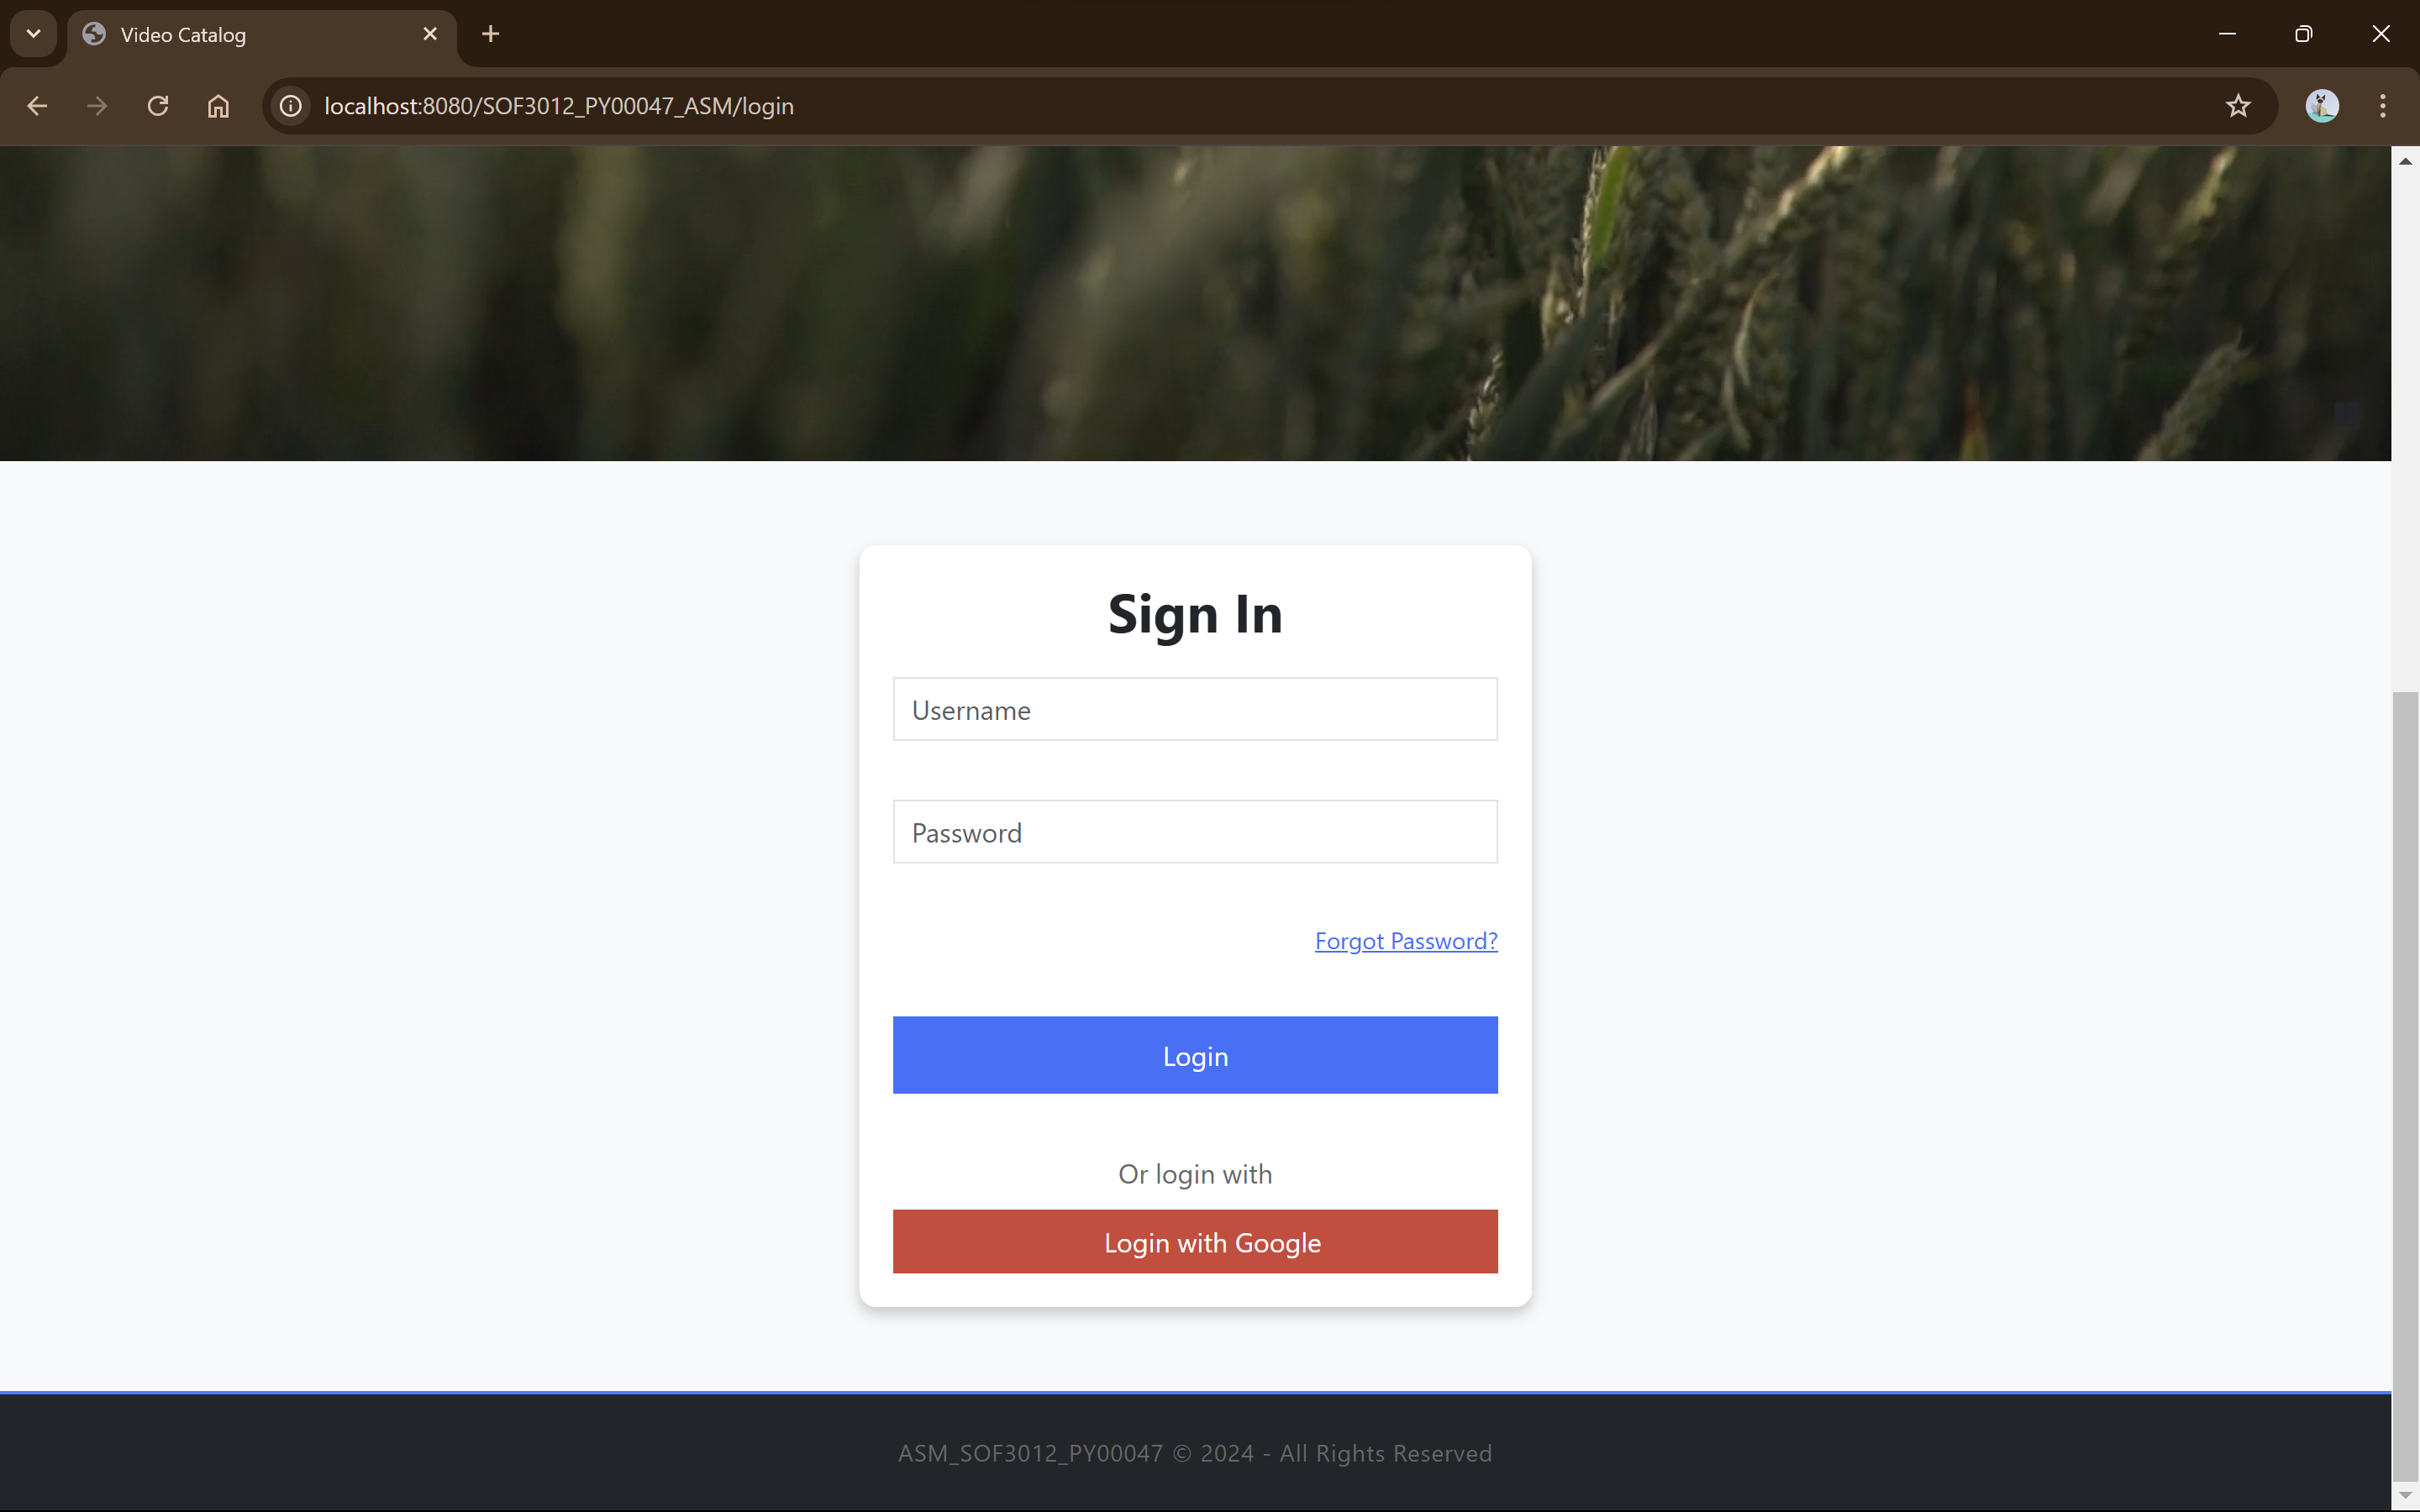 Video Catalog
localhost:8080/SOF3012_PY00047_ASM/login
Sign In
Username
Password
Forgot Password?
Login
Or login with
Login with Google
ASM_SOF3012_PY00047 © 2024 - All Rights Reserved